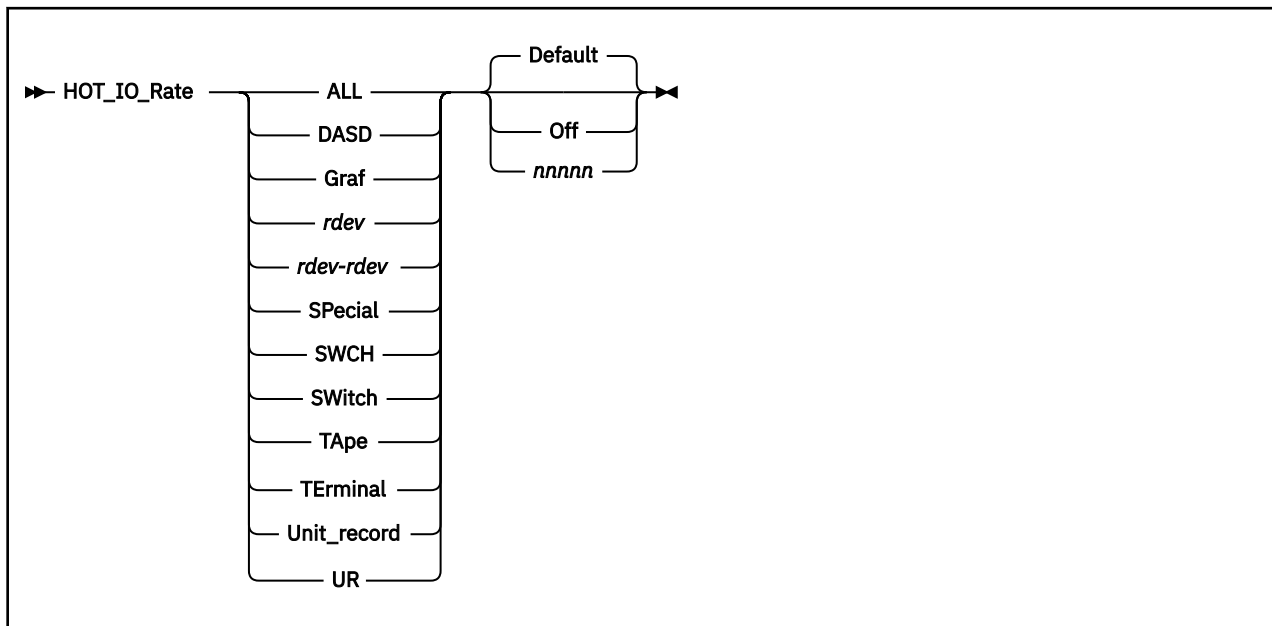 Default
HOT_IO_Rate ALL
DASD Off
Graf nnnnn
rdev
rdev-rdev
SPecial
SWCH
SWitch
TApe
TErminal
Unit_record
UR